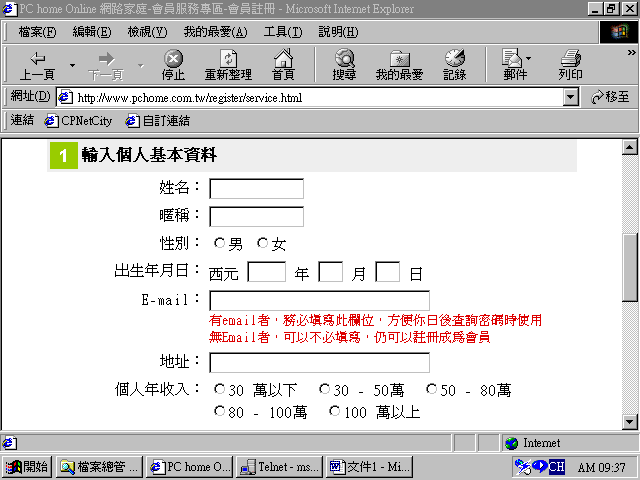 PC home Online 網路家庭-會員服務專區-會員註冊 - Microsoft Internet Explorer
檔案(F) 編輯(E) 檢視(V) 我的最愛(A) 工具(T) 說明(H)
上一頁 下一頁 停止 重新整理 首頁 搜尋 我的最愛 記錄 郵件 列印 »
網址(D) http://www.pchome.com.tw/register/service.html 移至
連結 CPNetCity 自訂連結
1 輸入個人基本資料
姓名：
暱稱：
性別： 男 女
出生年月日： 西元 年 月 日
E-mail：
有email者，務必填寫此欄位，方便你日後查詢密碼時使用
無Email者，可以不必填寫，仍可以註冊成為會員
地址：
個人年收入： 30 萬以下 30 - 50萬 50 - 80萬
80 - 100萬 100 萬以上
Internet
開始 檔案總管 ... PC home O... Telnet - ms... 文件1 - Mi... CH AM 09:37